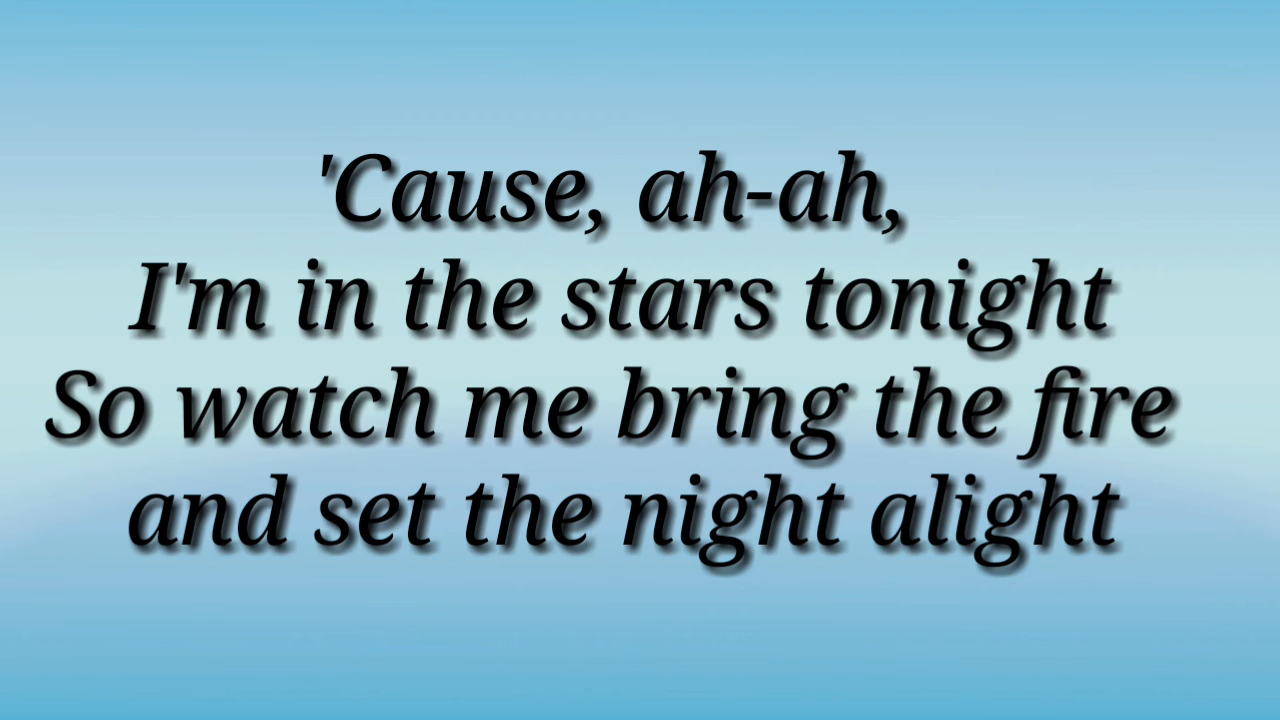 'Cause, ah-ah,
I'm in the stars tonight
So watch me bring the fire
and set the night alight